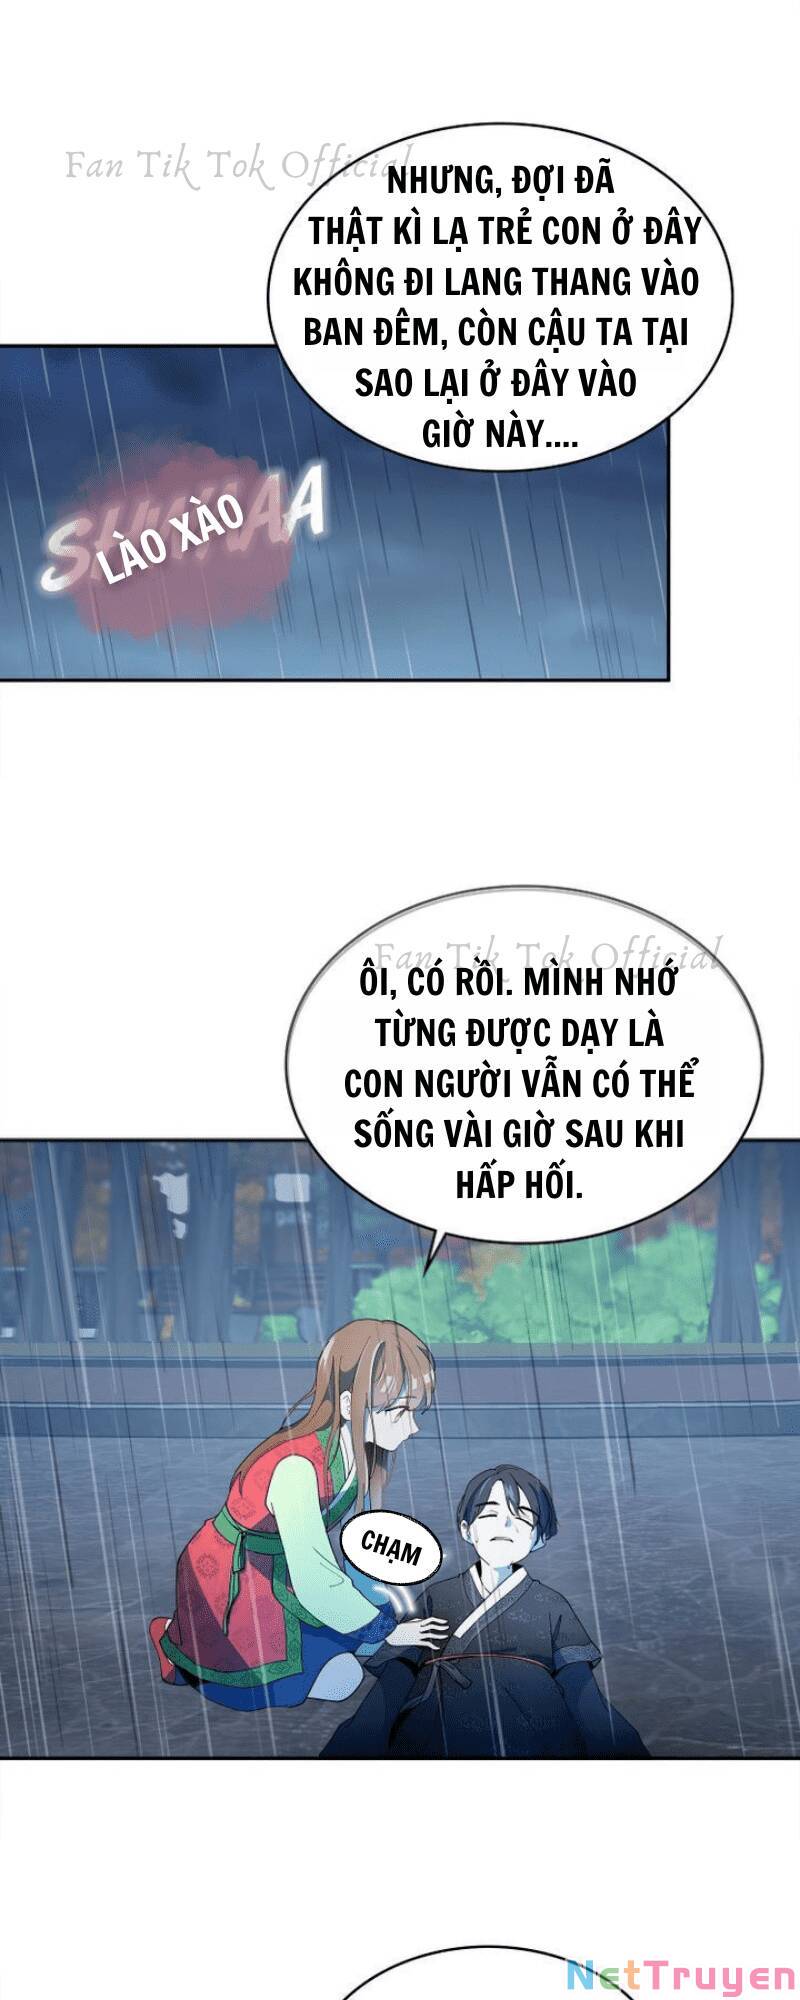 Fan Tik Tok Official
NHƯNG, ĐỢI ĐÃ
THẬT KÌ LẠ TRẺ CON Ở ĐÂY
KHÔNG ĐI LANG THANG VÀO
BAN ĐÊM, CÒN CẬU TA TẠI
SAO LẠI Ở ĐÂY VÀO
GIỜ NÀY....
LÀO XÀO
Fan Tik Tok Official
ÔI, CÓ RỒI. MÌNH NHỚ
TỪNG ĐƯỢC DẠY LÀ
CON NGƯỜI VẪN CÓ THỂ
SỐNG VÀI GIỜ SAU KHI
HẤP HỐI.
CHẠM
NetTruyen